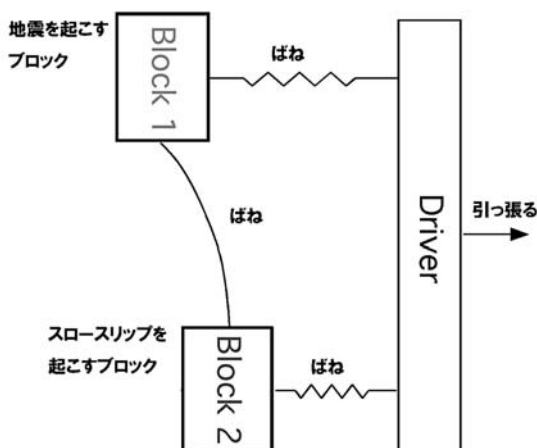 地震を起こす
ブロック
Block 1
ばね
ばね
Driver
引っ張る
スロースリップを
起こすブロック
Block 2
ばね